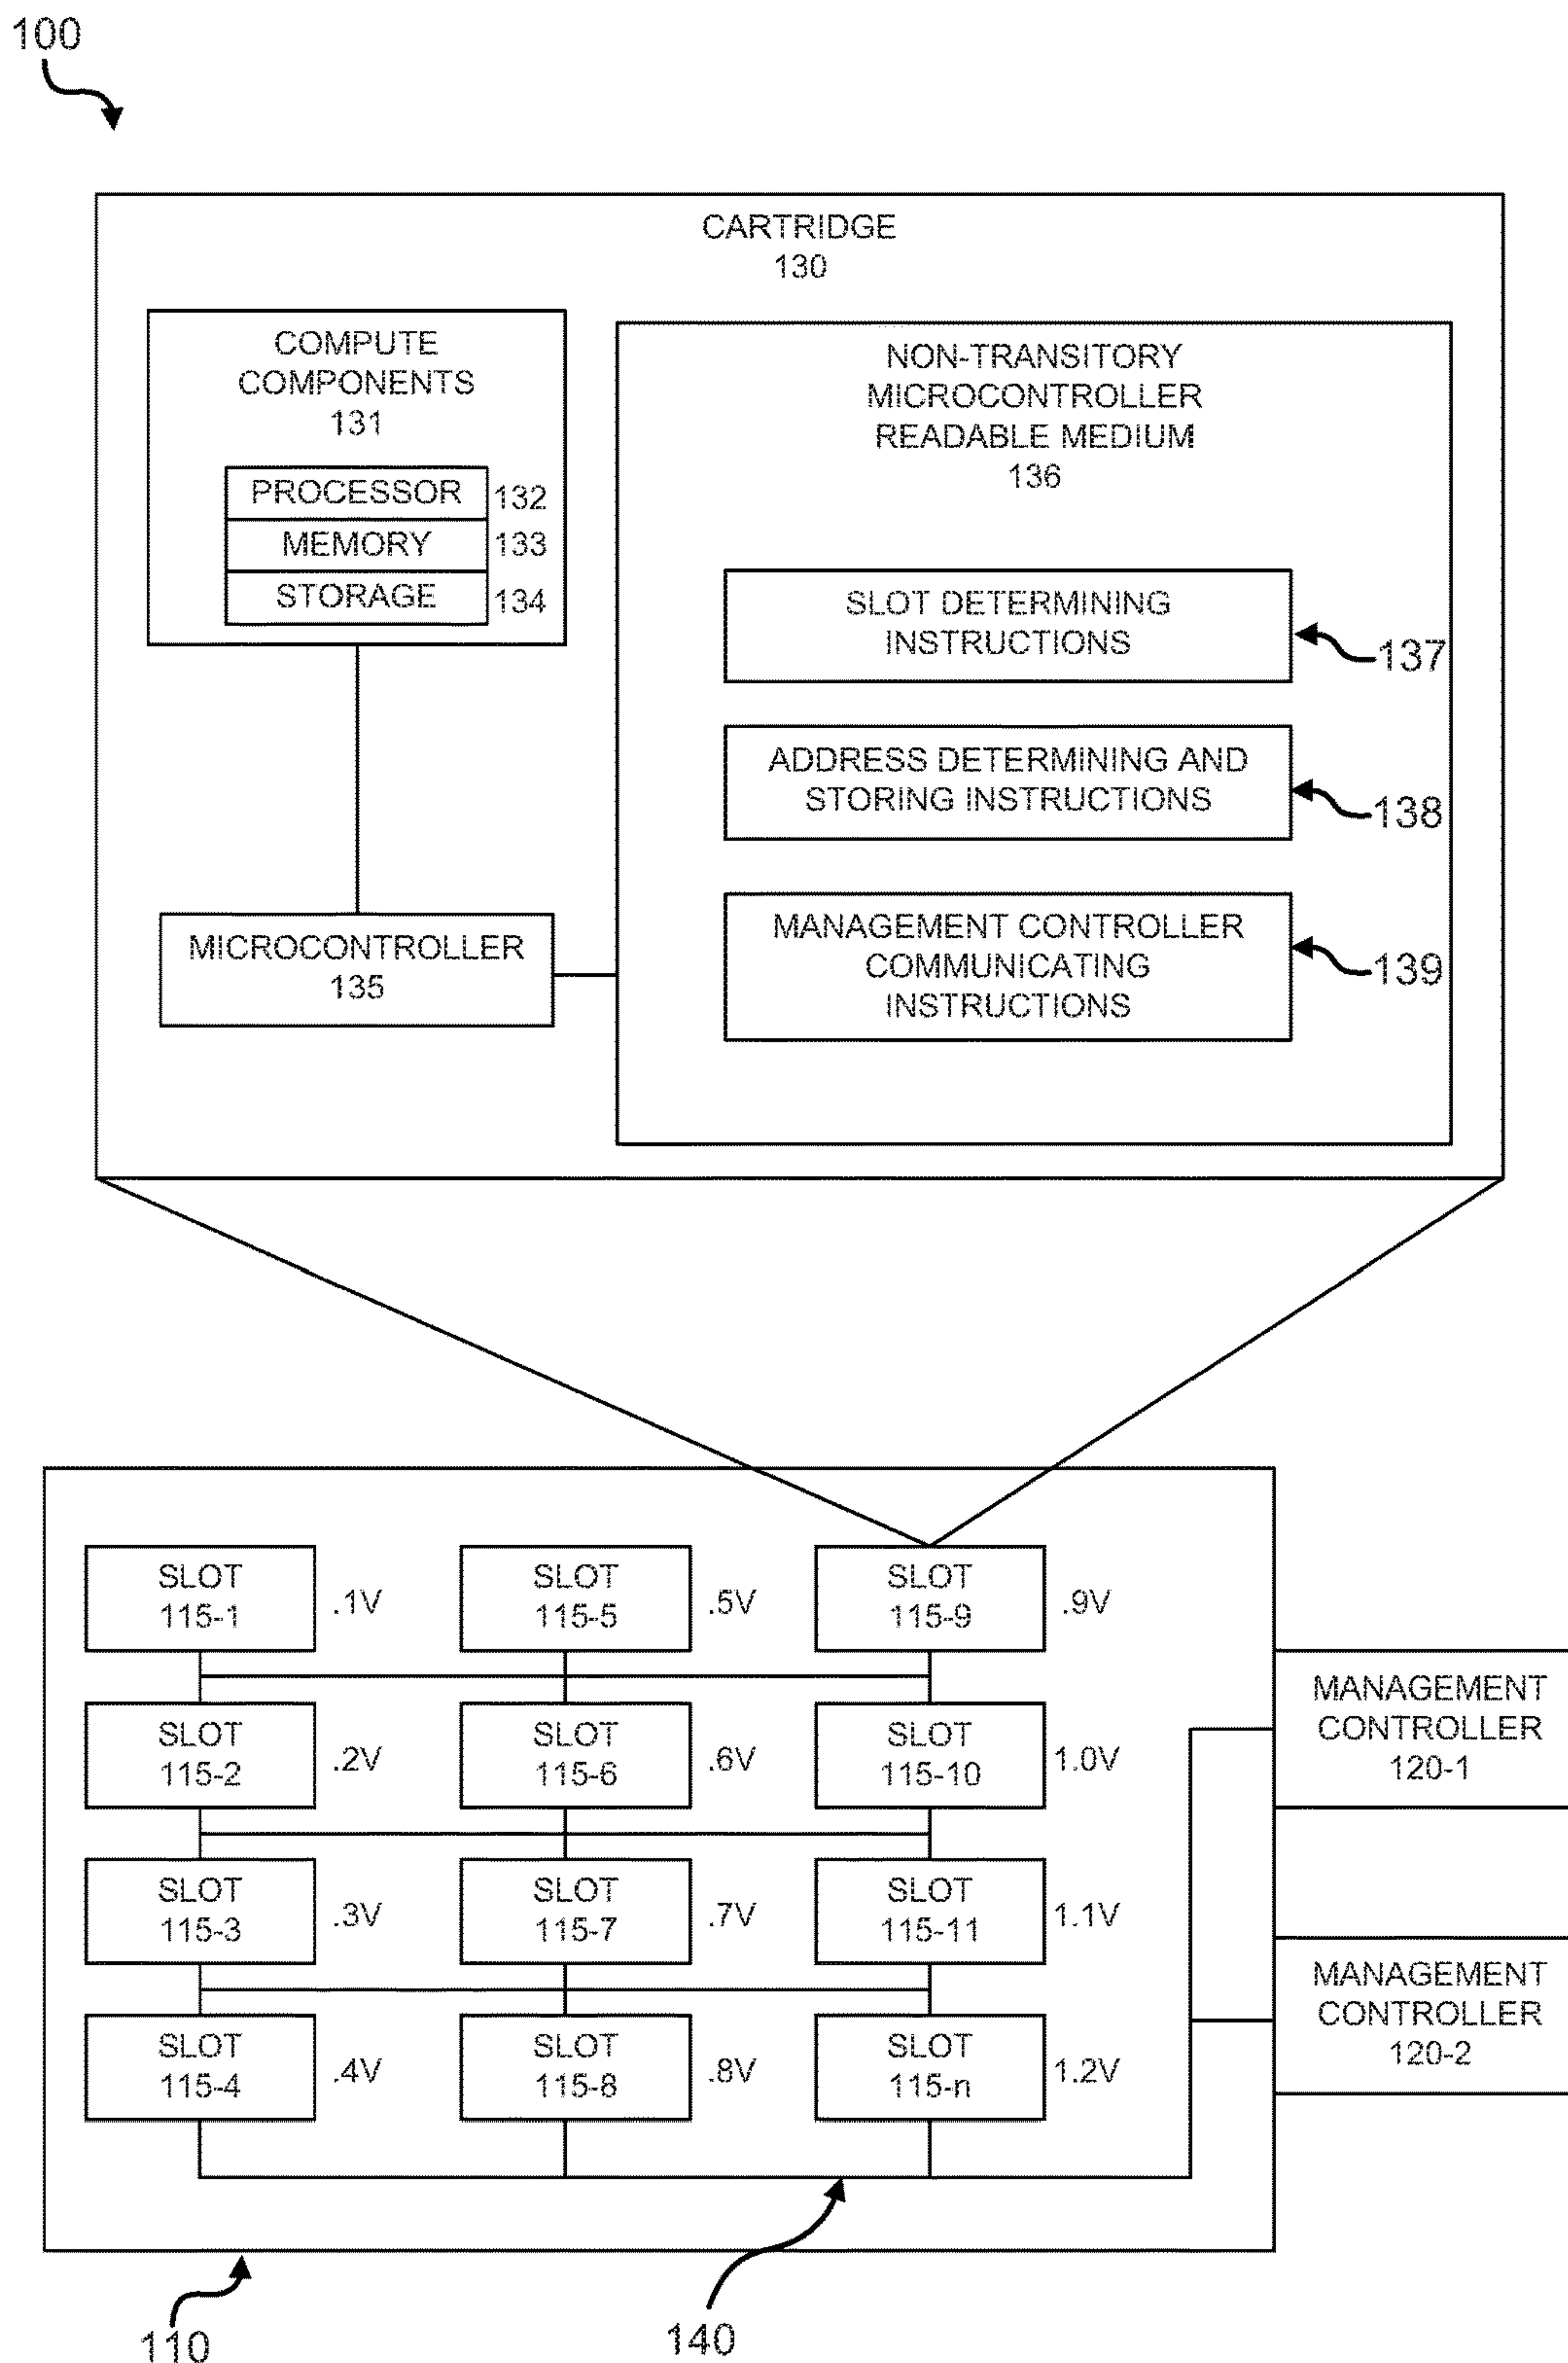 100
CARTRIDGE
130
COMPUTE
COMPONENTS
131
PROCESSOR 132
MEMORY 133
STORAGE 134
NON-TRANSITORY
MICROCONTROLLER
READABLE MEDIUM
136
SLOT DETERMINING
INSTRUCTIONS
137
ADDRESS DETERMINING AND
STORING INSTRUCTIONS
138
MICROCONTROLLER
135
MANAGEMENT CONTROLLER
COMMUNICATING
INSTRUCTIONS
139
SLOT
115-1
.1V
SLOT
115-5
.5V
SLOT
115-9
.9V
SLOT
115-2
.2V
SLOT
115-6
.6V
SLOT
115-10
1.0V
MANAGEMENT
CONTROLLER
120-1
SLOT
115-3
.3V
SLOT
115-7
.7V
SLOT
115-11
1.1V
SLOT
115-4
.4V
SLOT
115-8
.8V
SLOT
115-n
1.2V
MANAGEMENT
CONTROLLER
120-2
110
140